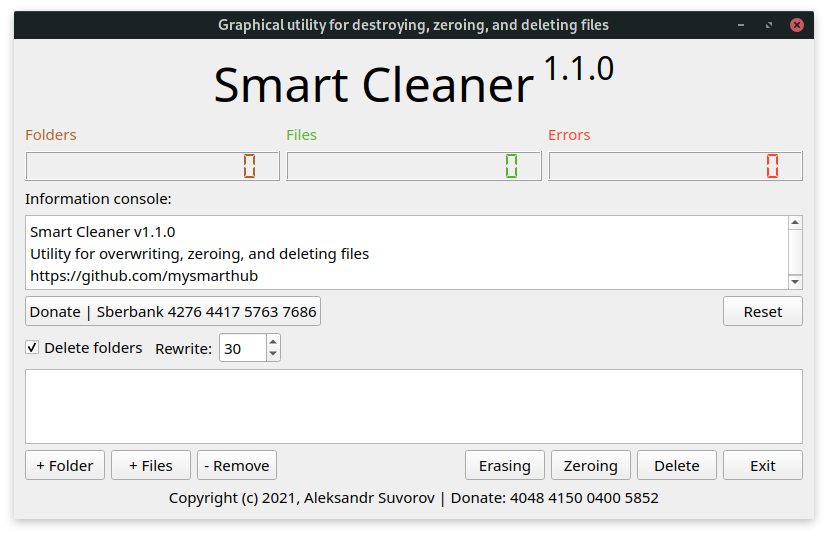 Graphical utility for destroying, zeroing, and deleting files
Smart Cleaner 1.1.0
Folders Files Errors
0 0 0
Information console:
Smart Cleaner v1.1.0
Utility for overwriting, zeroing, and deleting files
https://github.com/mysmarthub
Donate | Sberbank 4276 4417 5763 7686 Reset
Delete folders Rewrite: 30
+ Folder + Files - Remove Erasing Zeroing Delete Exit
Copyright (c) 2021, Aleksandr Suvorov | Donate: 4048 4150 0400 5852